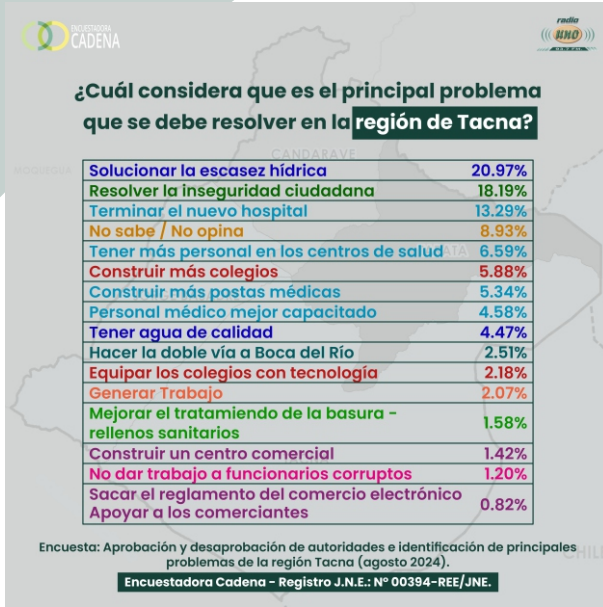 ENCUESTADORA
CADENA
radio
uno
93.7 FM
¿Cuál considera que es el principal problema
que se debe resolver en la región de Tacna?
MOQUEGUA
CANDARAVE
Solucionar la escasez hídrica 20.97%
Resolver la inseguridad ciudadana 18.19%
Terminar el nuevo hospital 13.29%
No sabe / No opina 8.93%
Tener más personal en los centros de salud 6.59%
Construir más colegios 5.88%
Construir más postas médicas 5.34%
Personal médico mejor capacitado 4.58%
Tener agua de calidad 4.47%
Hacer la doble vía a Boca del Río 2.51%
Equipar los colegios con tecnología 2.18%
Generar Trabajo 2.07%
Mejorar el tratamiendo de la basura -
rellenos sanitarios 1.58%
Construir un centro comercial 1.42%
No dar trabajo a funcionarios corruptos 1.20%
Sacar el reglamento del comercio electrónico
Apoyar a los comerciantes 0.82%
Encuesta: Aprobación y desaprobación de autoridades e identificación de principales
problemas de la región Tacna (agosto 2024).
CHILE
Encuestadora Cadena - Registro J.N.E.: Nº 00394-REE/JNE.